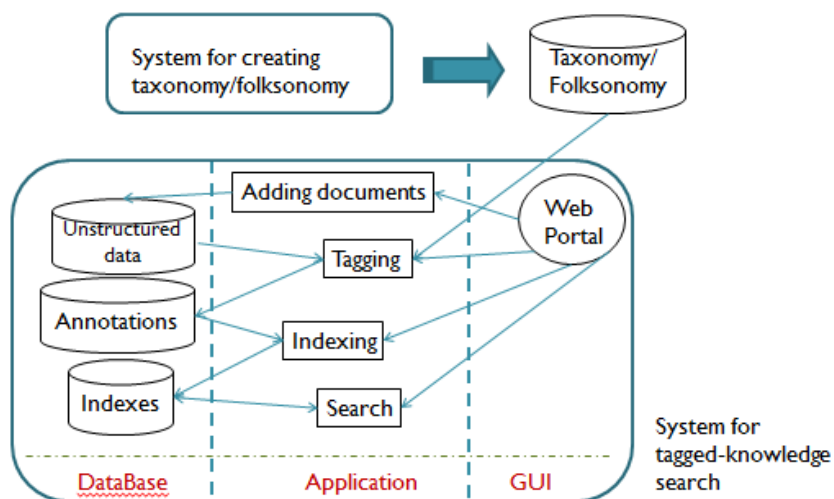 System for creating
taxonomy/folksonomy
Taxonomy/
Folksonomy
Adding documents
Web
Portal
Unstructured
data
Tagging
Annotations
Indexing
Indexes
Search
System for
tagged-knowledge
search
DataBase
Application
GUI